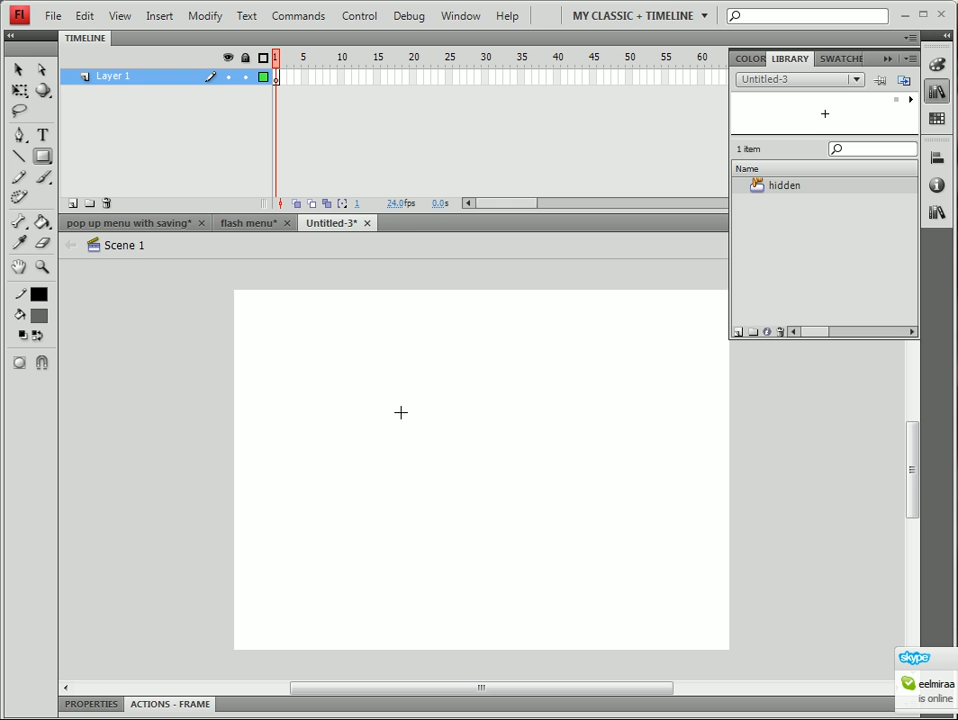 Fl File Edit View Insert Modify Text Commands Control Debug Window Help MY CLASSIC + TIMELINE
TIMELINE
1 5 10 15 20 25 30 35 40 45 50 55 60
Layer 1
COLOR LIBRARY SWATCHE
Untitled-3
1 item
Name
hidden
1 24.0fps 0.0s
pop up menu with saving* flash menu* Untitled-3*
Scene 1
T
skype
eelmiraa
is online
PROPERTIES ACTIONS - FRAME